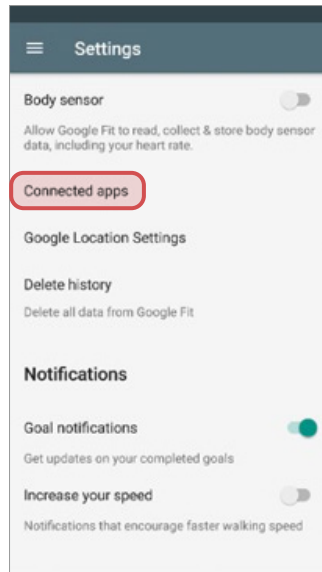 Settings
Body sensor
Allow Google Fit to read, collect & store body sensor
data, including your heart rate.
Connected apps
Google Location Settings
Delete history
Delete all data from Google Fit
Notifications
Goal notifications
Get updates on your completed goals
Increase your speed
Notifications that encourage faster walking speed